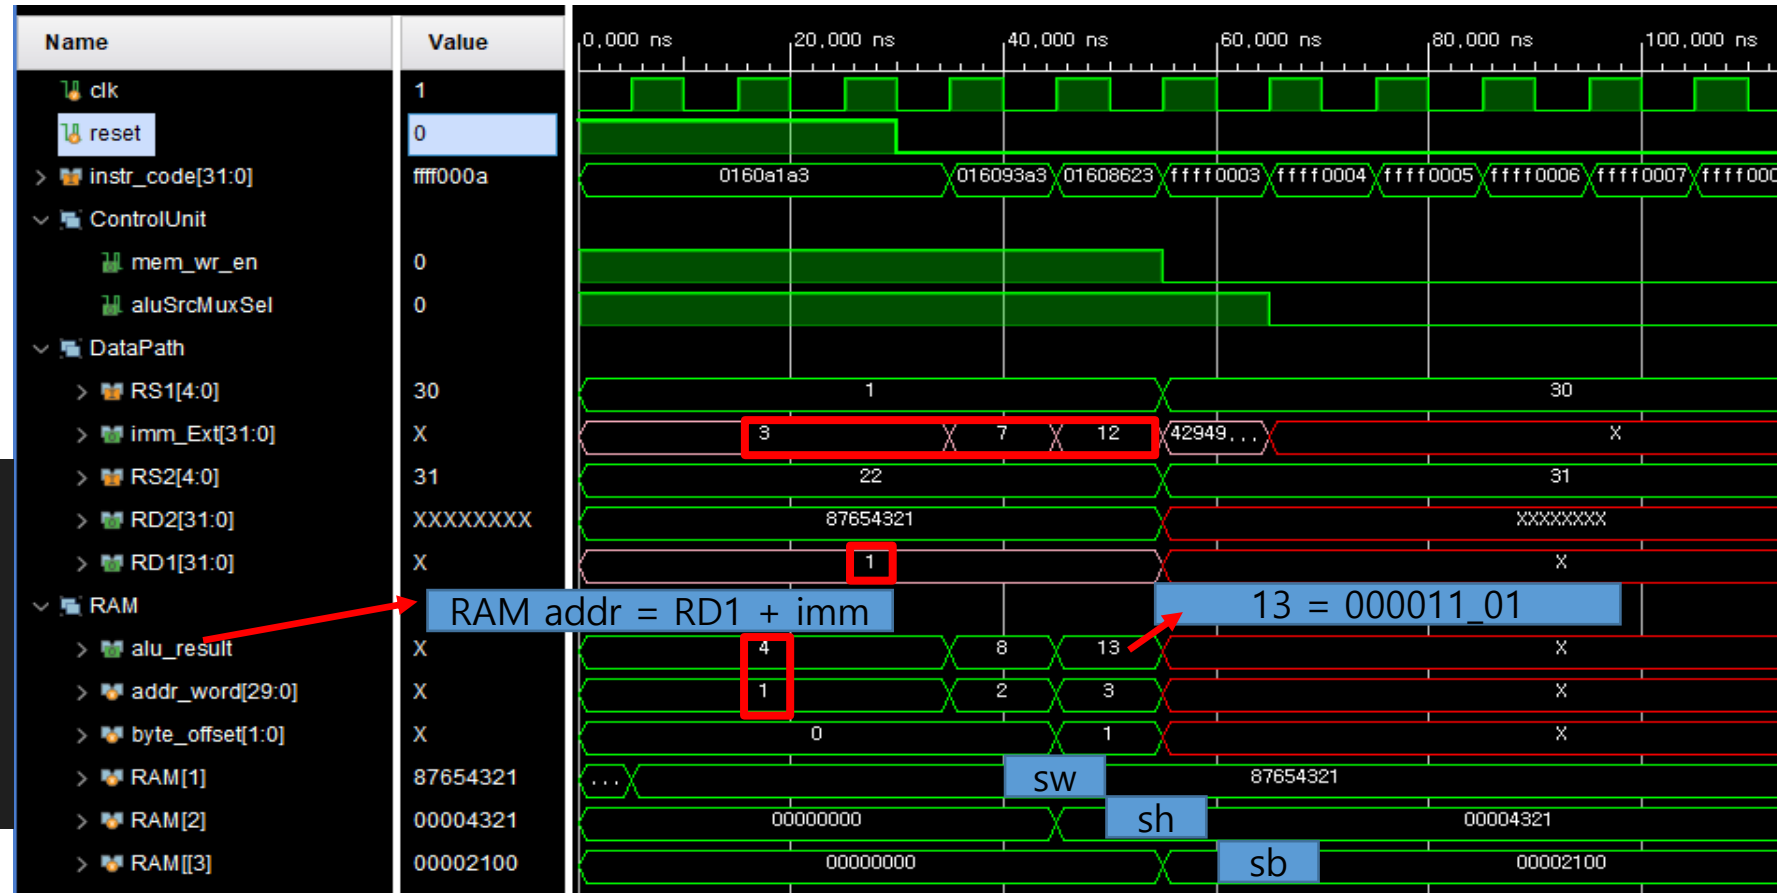 Name Value 0,000 ns 20,000 ns 40,000 ns 60,000 ns 80,000 ns 100,000 ns
clk 1
reset 0
instr_code[31:0] ffff000a 0160a1a3 016093a3 01608623 ffff0003 ffff0004 ffff0005 ffff0006 ffff0007 ffff000
ControlUnit
mem_wr_en 0
aluSrcMuxSel 0
DataPath
RS1[4:0] 30 1 30
imm_Ext[31:0] X 3 7 12 42949... X
RS2[4:0] 31 22 31
RD2[31:0] XXXXXXXX 87654321 XXXXXXXX
RD1[31:0] X 1 X
RAM RAM addr = RD1 + imm 13 = 000011_01
alu_result X 4 8 13 X
addr_word[29:0] X 1 2 3 X
byte_offset[1:0] X 0 1 X
RAM[1] 87654321 ... sw 87654321
RAM[2] 00004321 00000000 sh 00004321
RAM[[3] 00002100 00000000 sb 00002100